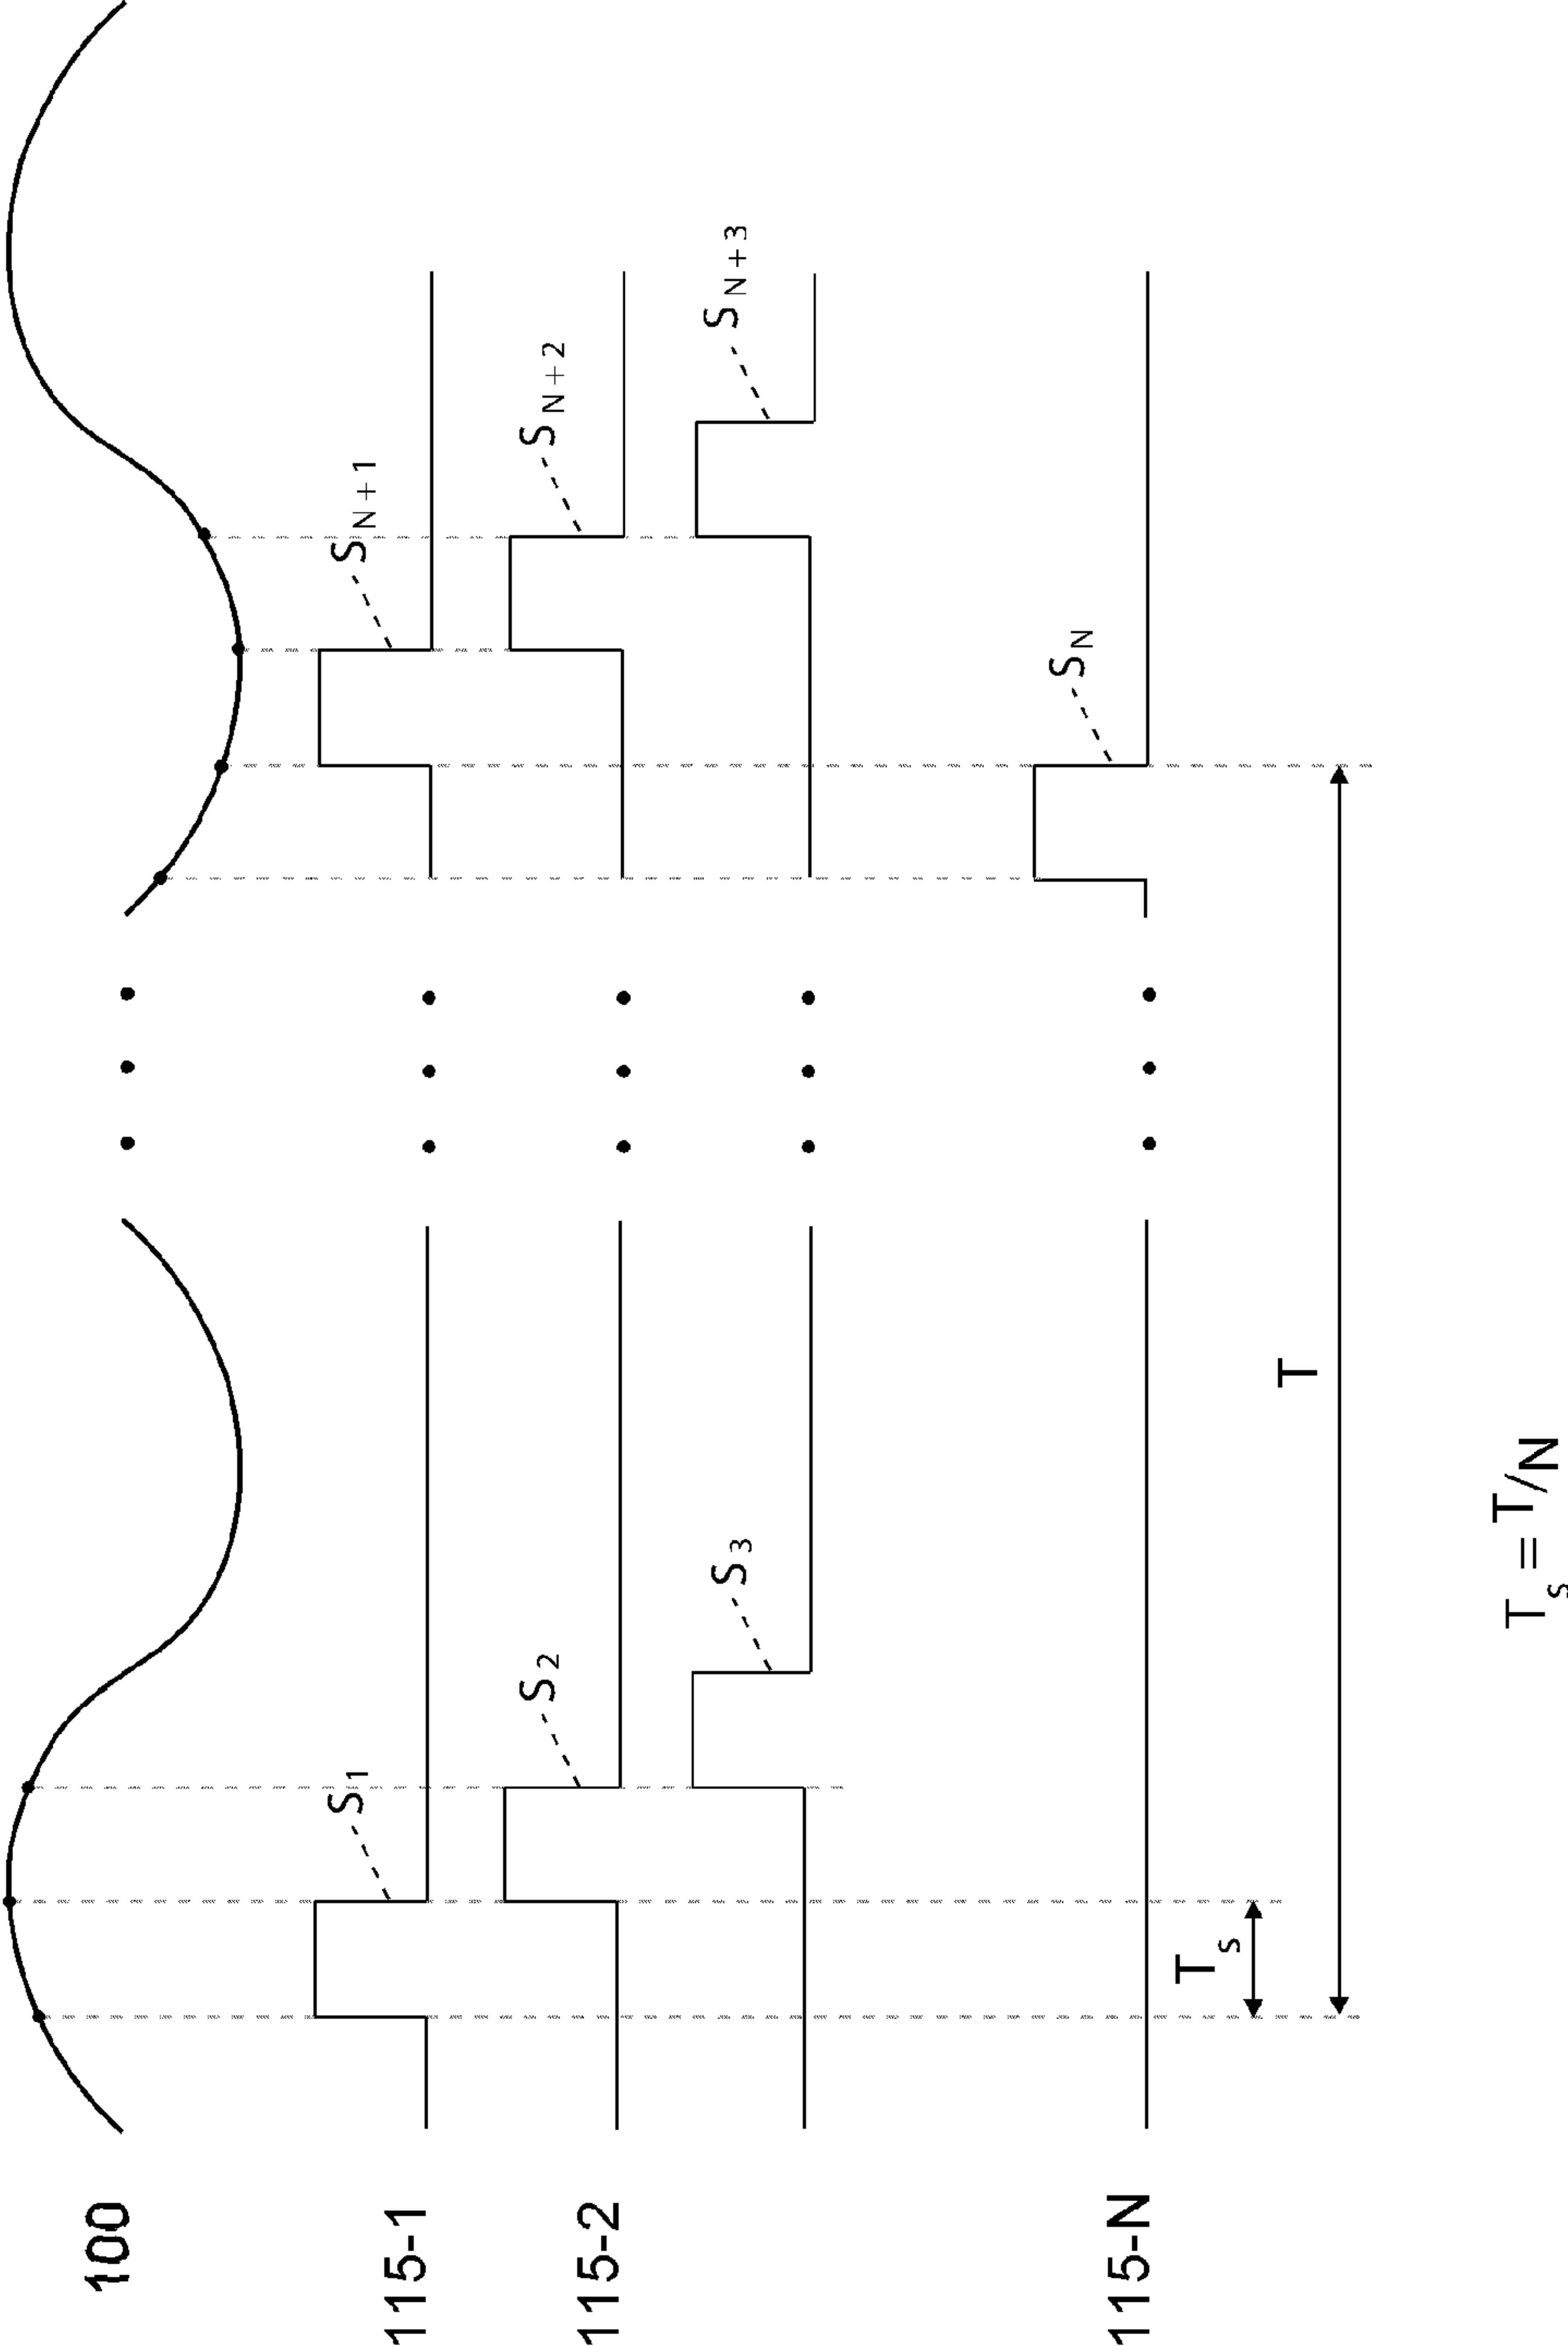 100
115-1
S1
SN+1
115-2
S2
SN+2
S3
SN+3
115-N
SN
Ts
T
Ts = T/N